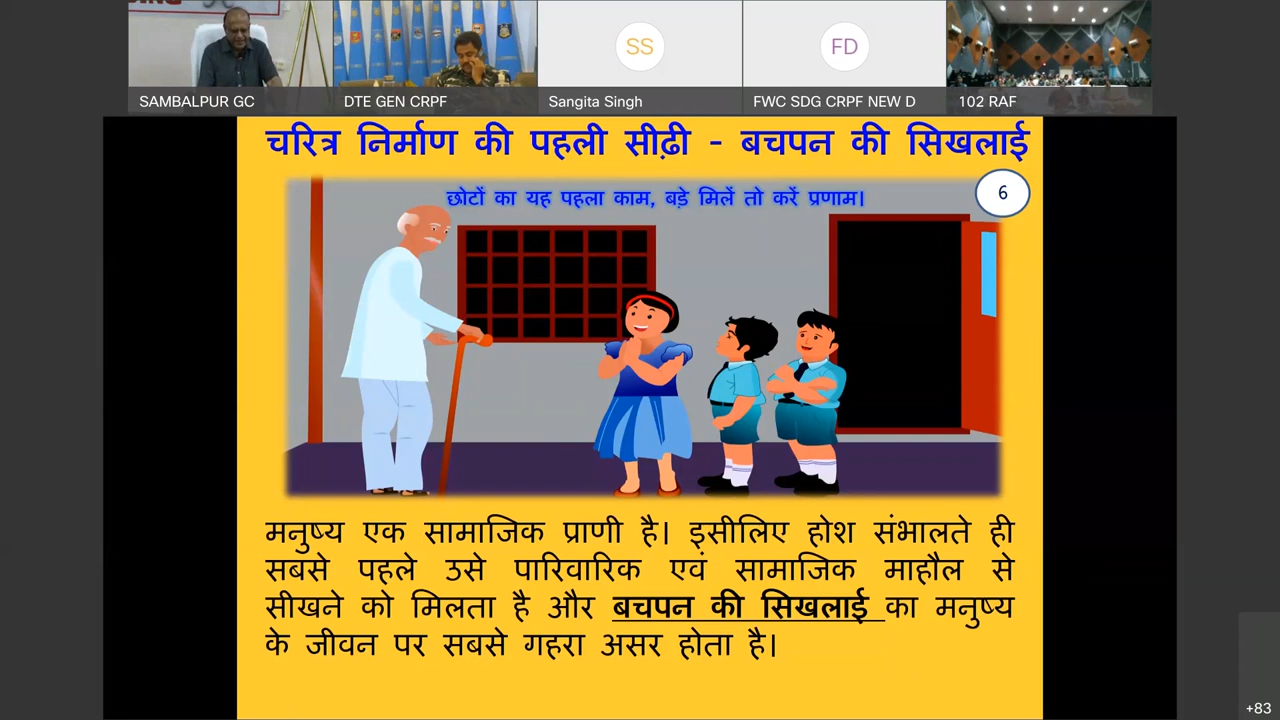 SAMBALPUR GC
DTE GEN CRPF
SS
Sangita Singh
FD
FWC SDG CRPF NEW D
102 RAF
चरित्र निर्माण की पहली सीढ़ी - बचपन की सिखलाई
छोटों का यह पहला काम, बड़े मिलें तो करें प्रणाम।
6
मनुष्य एक सामाजिक प्राणी है। इसीलिए होश संभालते ही
सबसे पहले उसे पारिवारिक एवं सामाजिक माहौल से
सीखने को मिलता है और बचपन की सिखलाई का मनुष्य
के जीवन पर सबसे गहरा असर होता है।
+83